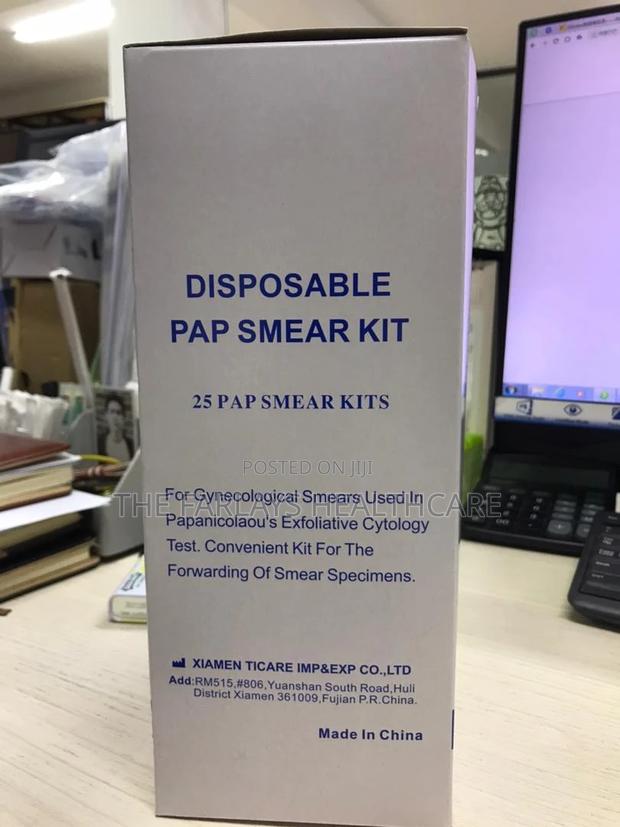 DISPOSABLE
PAP SMEAR KIT
25 PAP SMEAR KITS
POSTED ON JIJI
THE FARLAYS HEALTHCARE
For Gynecological Smears Used In
Papanicolaou's Exfoliative Cytology
Test. Convenient Kit For The
Forwarding Of Smear Specimens.
XIAMEN TICARE IMP&EXP CO.,LTD
Add:RM515,#806,Yuanshan South Road,Huli
District Xiamen 361009,Fujian P.R.China.
Made In China